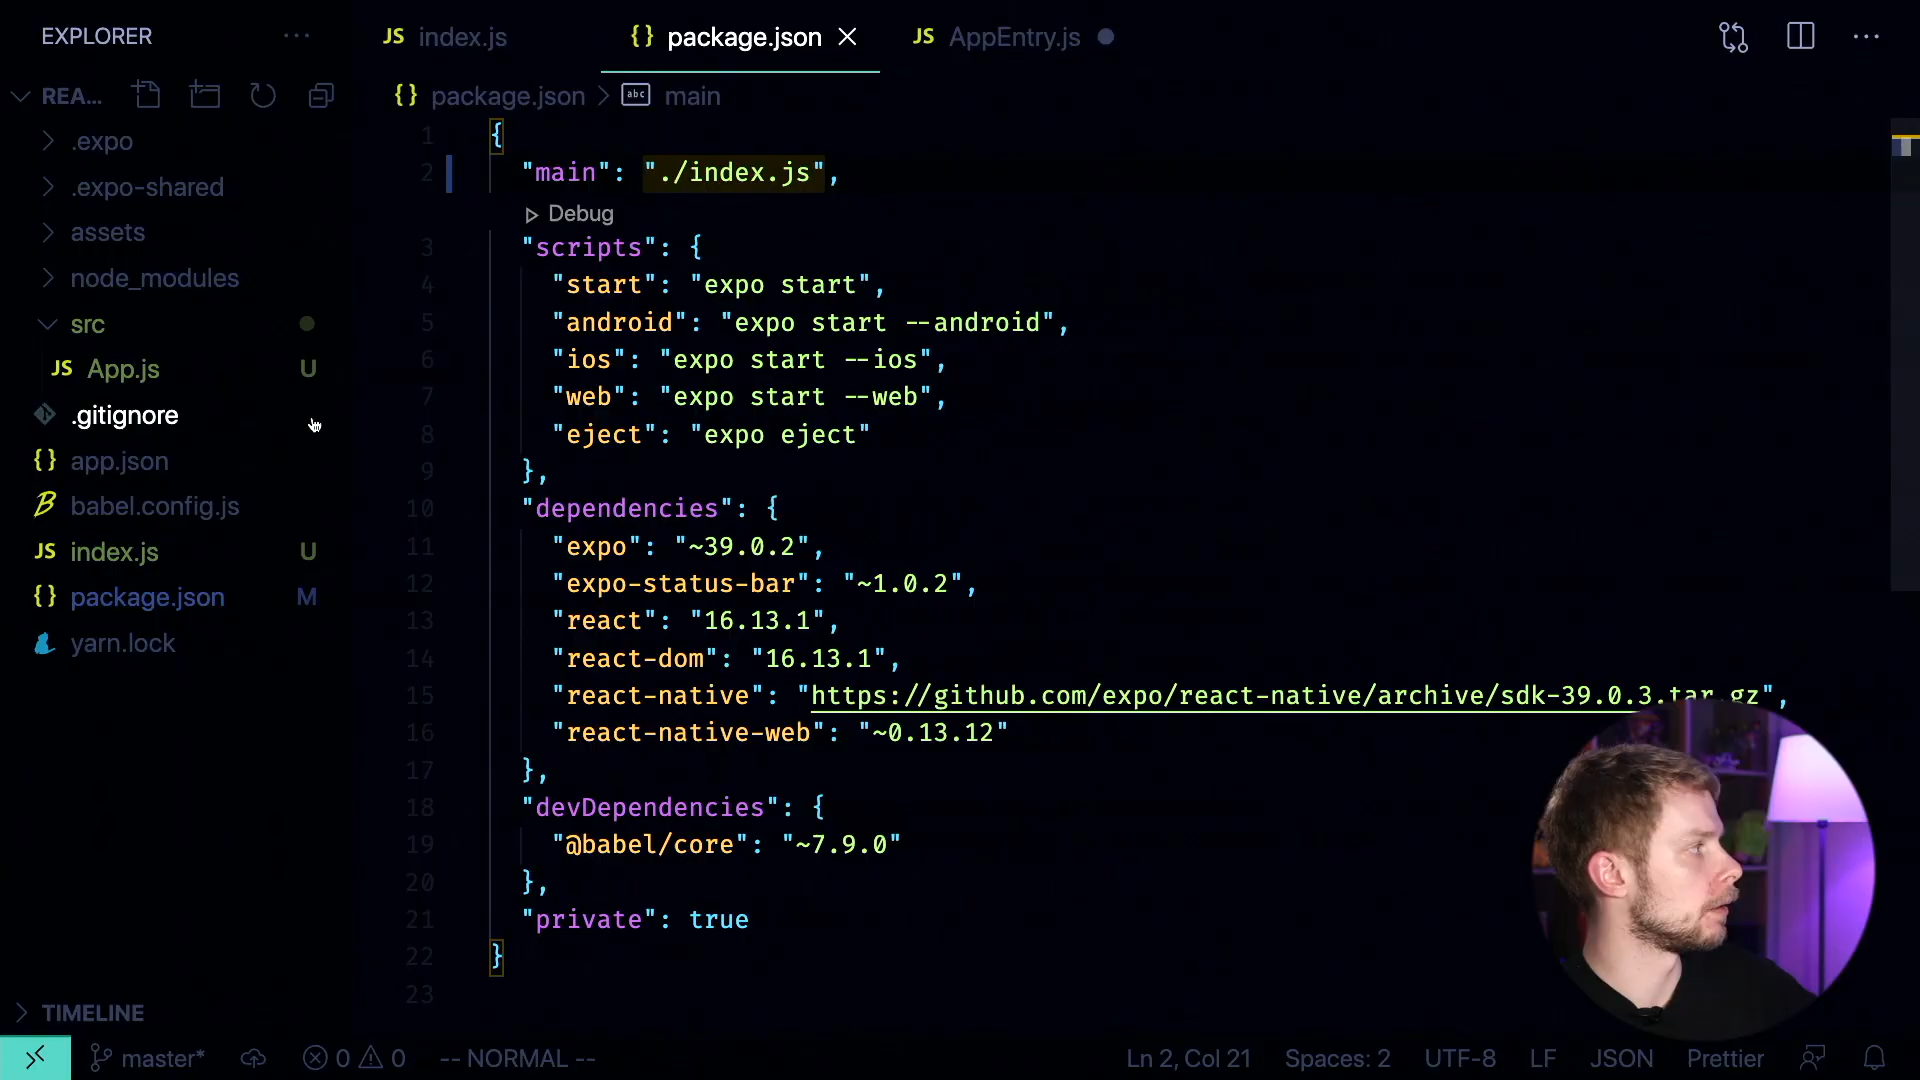 EXPLORER ...
JS index.js
{} package.json
JS AppEntry.js
REA...
{} package.json > abc main
.expo
.expo-shared
assets
node_modules
src
JS App.js U
.gitignore
{} app.json
babel.config.js
JS index.js U
{} package.json M
yarn.lock
TIMELINE
1 {
2 "main": "./index.js",
Debug
3 "scripts": {
4 "start": "expo start",
5 "android": "expo start --android",
6 "ios": "expo start --ios",
7 "web": "expo start --web",
8 "eject": "expo eject"
9 },
10 "dependencies": {
11 "expo": "~39.0.2",
12 "expo-status-bar": "~1.0.2",
13 "react": "16.13.1",
14 "react-dom": "16.13.1",
15 "react-native": "https://github.com/expo/react-native/archive/sdk-39.0.3.tar.gz",
16 "react-native-web": "~0.13.12"
17 },
18 "devDependencies": {
19 "@babel/core": "~7.9.0"
20 },
21 "private": true
22 }
23
master* 0 0 -- NORMAL -- Ln 2, Col 21 Spaces: 2 UTF-8 LF JSON Prettier